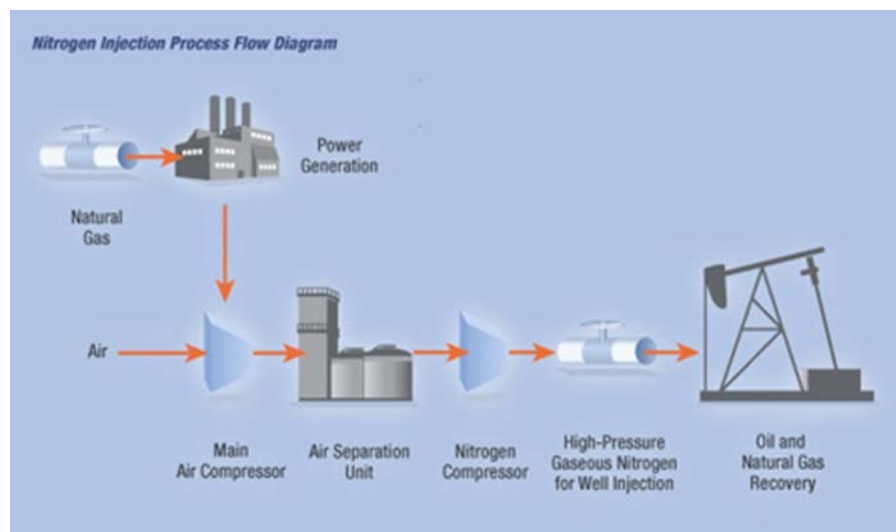 Nitrogen Injection Process Flow Diagram
Power
Generation
Natural
Gas
Air
Main
Air Compressor
Air Separation
Unit
Nitrogen
Compressor
High-Pressure
Gaseous Nitrogen
for Well Injection
Oil and
Natural Gas
Recovery